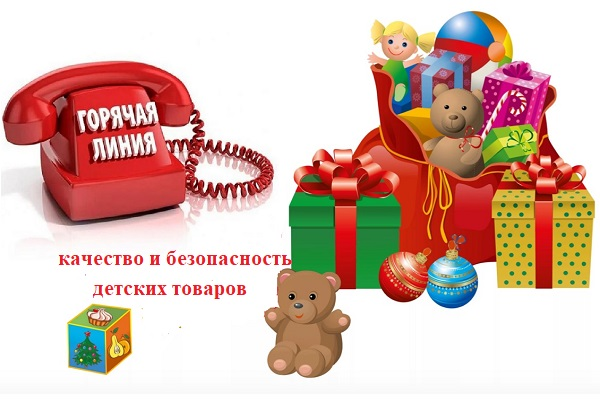 ГОРЯЧАЯ
ЛИНИЯ
качество и безопасность
детских товаров